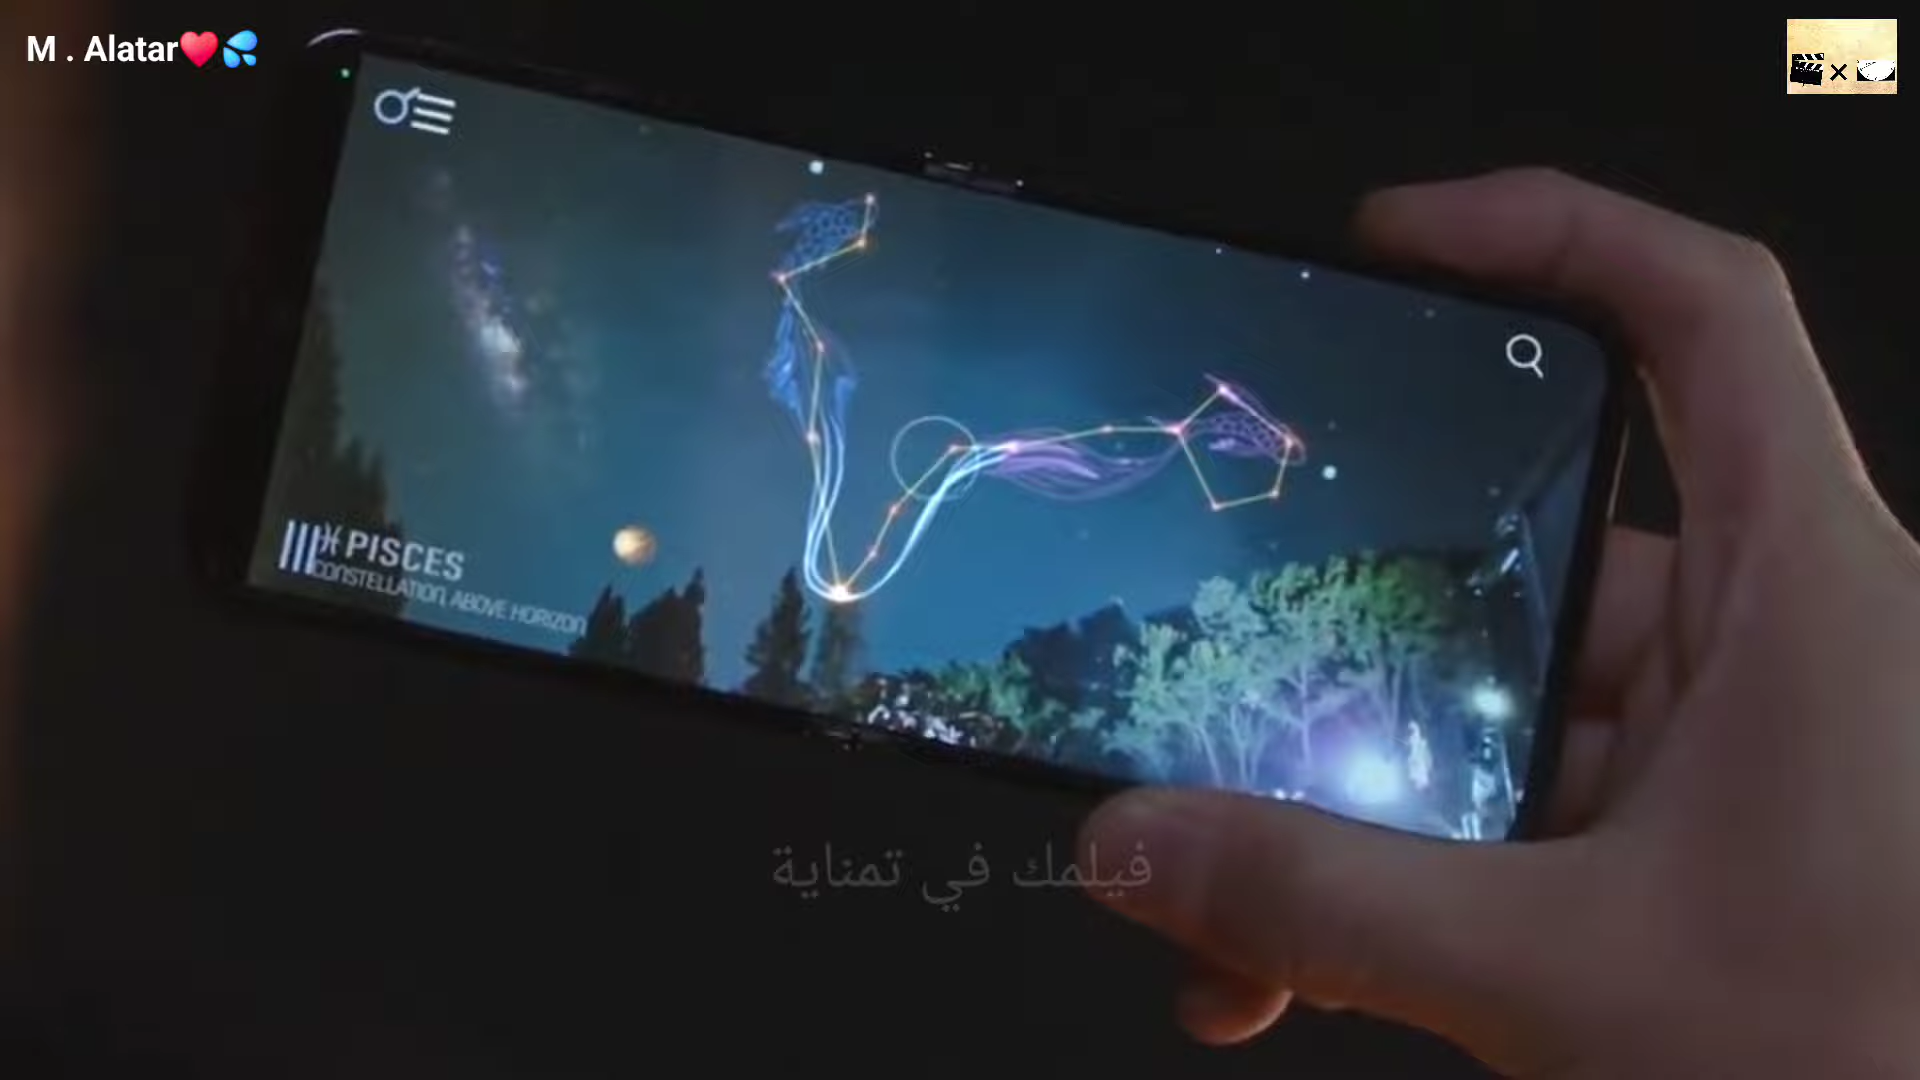 M . Alatar❤️💦
♓ PISCES
CONSTELLATION ABOVE HORIZON
فيلمك في تمناية